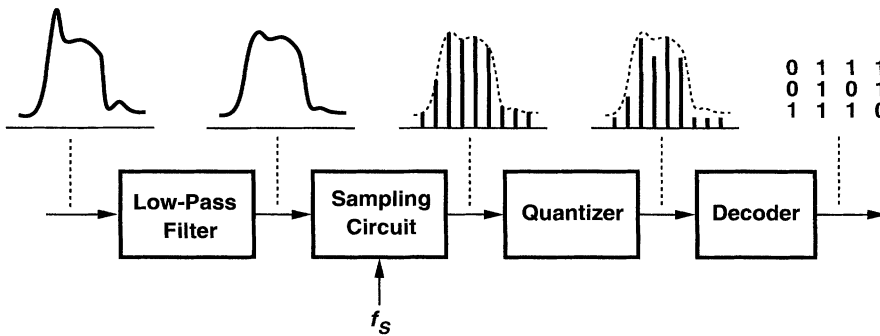 0 1 1 1
0 1 0 1
1 1 1 0
Low-Pass
Filter
Sampling
Circuit
Quantizer
Decoder
f_S